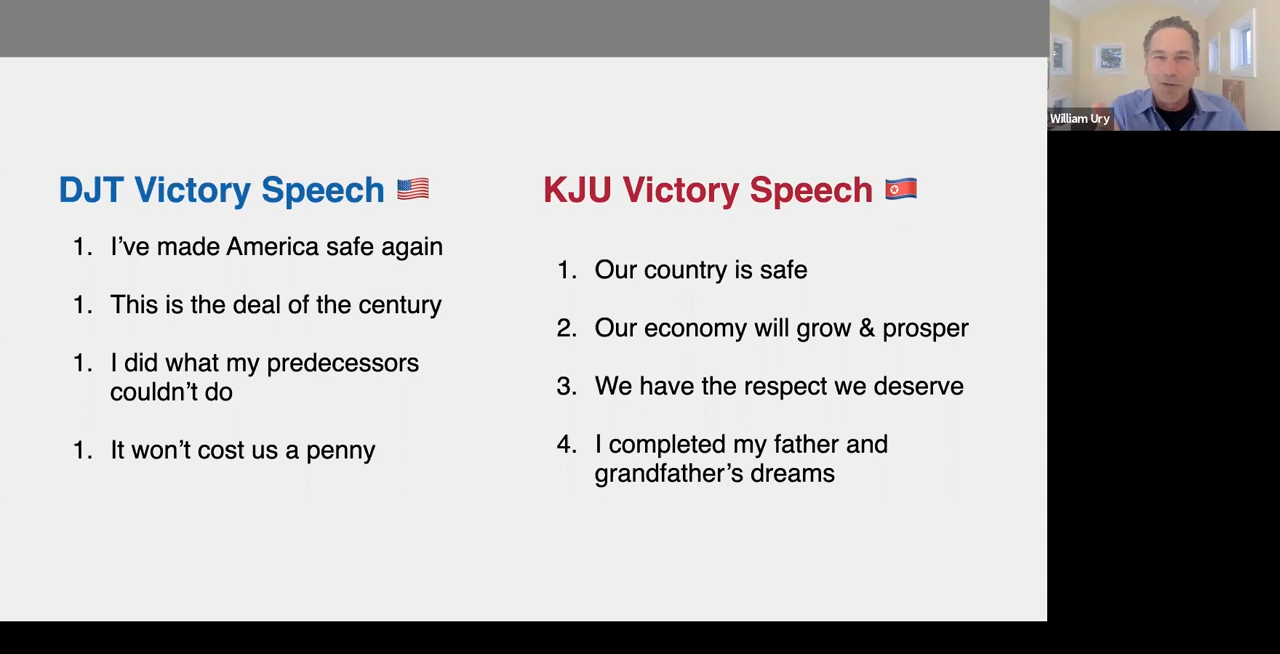 DJT Victory Speech 🇺🇸
1. I’ve made America safe again
1. This is the deal of the century
1. I did what my predecessors
couldn’t do
1. It won’t cost us a penny
KJU Victory Speech 🇰🇵
1. Our country is safe
2. Our economy will grow & prosper
3. We have the respect we deserve
4. I completed my father and
grandfather’s dreams
William Ury